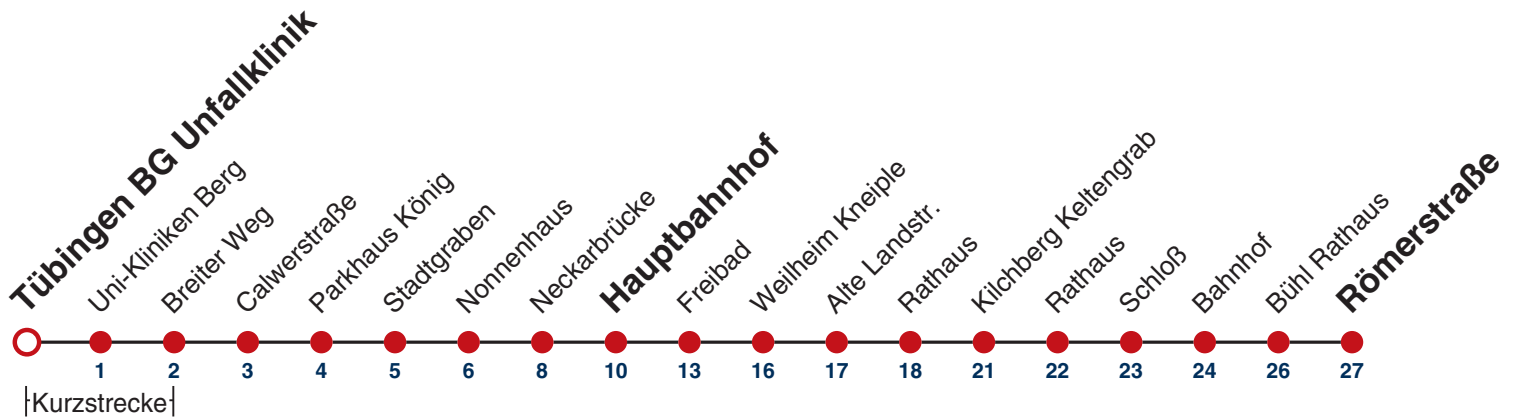 Tübingen BG Unfallklinik
Uni-Kliniken Berg
Breiter Weg
Calwerstraße
Parkhaus König
Stadtgraben
Nonnenhaus
Neckarbrücke
Hauptbahnhof
Freibad
Weilheim Kneiple
Alte Landstr.
Rathaus
Kilchberg Keltengrab
Rathaus
Schloß
Bahnhof
Bühl Rathaus
Römerstraße
1 2 3 4 5 6 8 10 13 16 17 18 21 22 23 24 26 27
Kurzstrecke